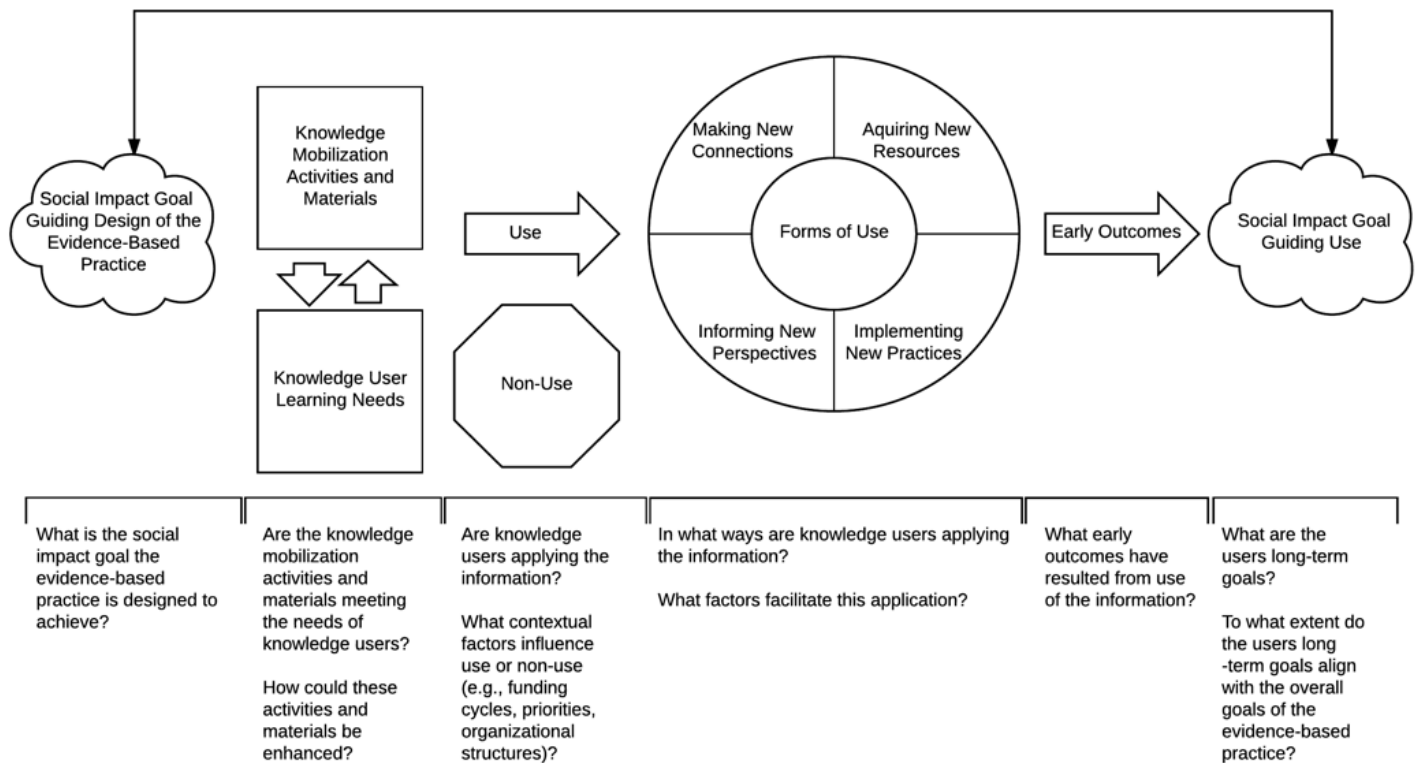 Social Impact Goal
Guiding Design of the
Evidence-Based
Practice
Knowledge
Mobilization
Activities and
Materials
Knowledge User
Learning Needs
Use
Non-Use
Making New
Connections
Aquiring New
Resources
Forms of Use
Informing New
Perspectives
Implementing
New Practices
Early Outcomes
Social Impact Goal
Guiding Use
What is the social
impact goal the
evidence-based
practice is designed to
achieve?
Are the knowledge
mobilization
activities and
materials meeting
the needs of
knowledge users?
How could these
activities and
materials be
enhanced?
Are knowledge
users applying the
information?
What contextual
factors influence
use or non-use
(e.g., funding
cycles, priorities,
organizational
structures)?
In what ways are knowledge users applying
the information?
What factors facilitate this application?
What early
outcomes have
resulted from use
of the information?
What are the
users long-term
goals?
To what extent do
the users long
-term goals align
with the overall
goals of the
evidence-based
practice?